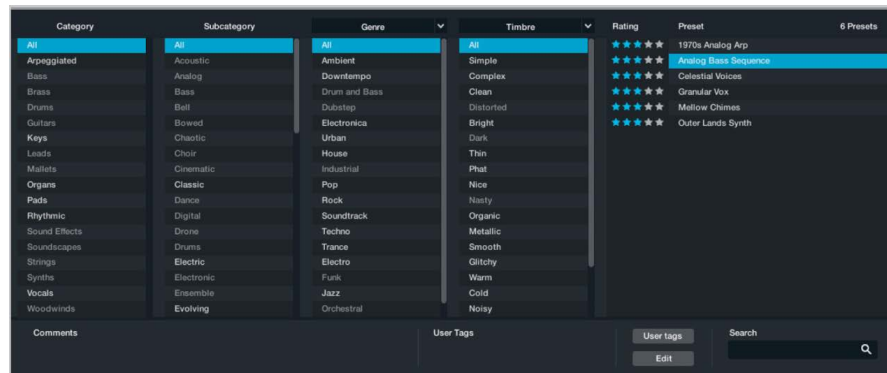 Category Subcategory Genre Timbre Rating Preset 6 Presets
All All All All 1970s Analog Arp
Arpeggiated Acoustic Ambient Simple Analog Bass Sequence
Bass Analog Downtempo Complex Celestial Voices
Brass Bass Drum and Bass Clean Granular Vox
Drums Bell Dubstep Distorted Mellow Chimes
Guitars Bowed Electronica Bright Outer Lands Synth
Keys Chaotic Urban Dark
Leads Choir House Thin
Mallets Cinematic Industrial Phat
Organs Classic Pop Nice
Pads Dance Rock Nasty
Rhythmic Digital Soundtrack Organic
Sound Effects Drone Techno Metallic
Soundscapes Drums Trance Smooth
Strings Electric Electro Glitchy
Synths Electronic Funk Warm
Vocals Ensemble Jazz Cold
Woodwinds Evolving Orchestral Noisy
Comments User Tags User tags Search
Edit